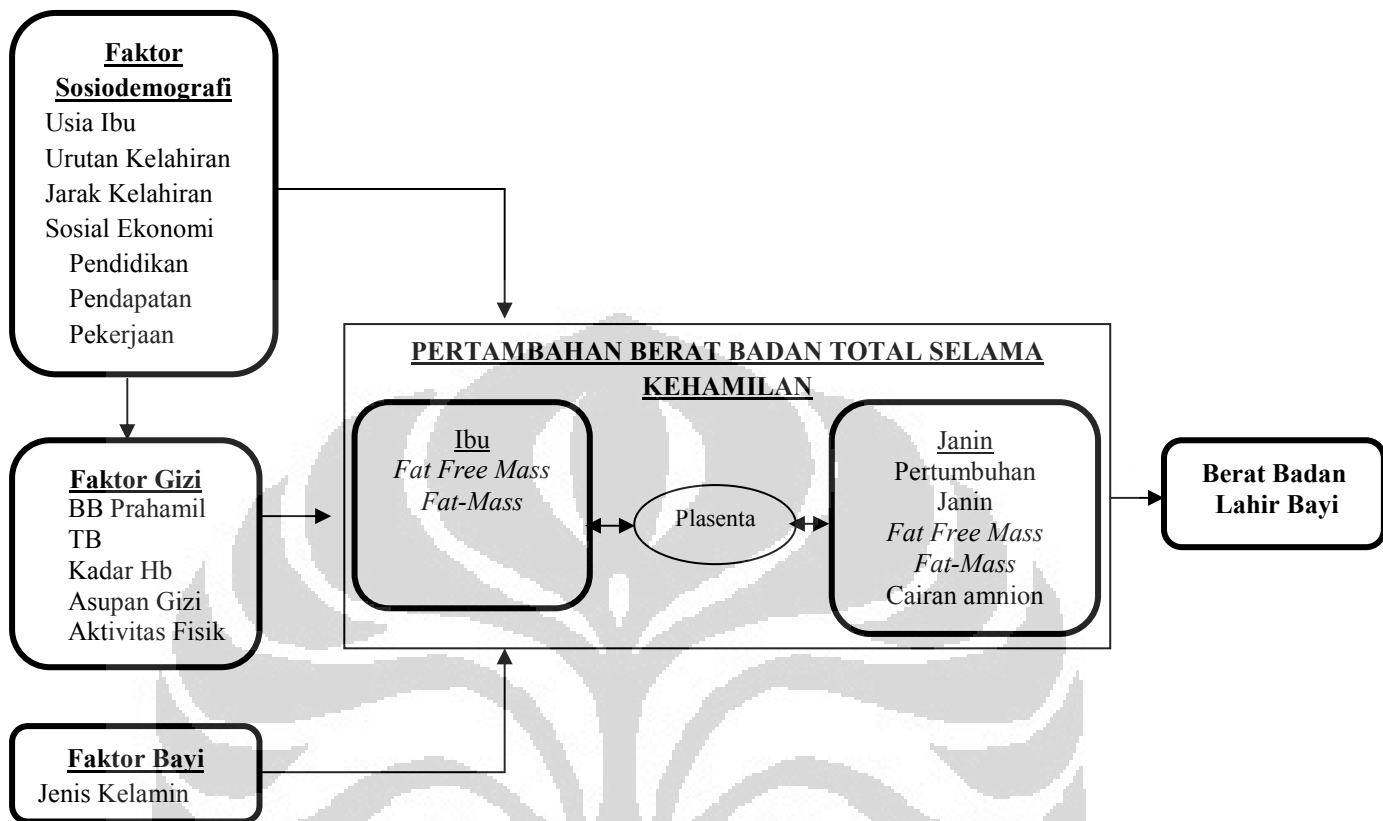 Faktor
Sosiodemografi
Usia Ibu
Urutan Kelahiran
Jarak Kelahiran
Sosial Ekonomi
Pendidikan
Pendapatan
Pekerjaan
Faktor Gizi
BB Prahamil
TB
Kadar Hb
Asupan Gizi
Aktivitas Fisik
Faktor Bayi
Jenis Kelamin
PERTAMBAHAN BERAT BADAN TOTAL SELAMA
KEHAMILAN
Ibu
Fat Free Mass
Fat-Mass
Plasenta
Janin
Pertumbuhan
Janin
Fat Free Mass
Fat-Mass
Cairan amnion
Berat Badan
Lahir Bayi